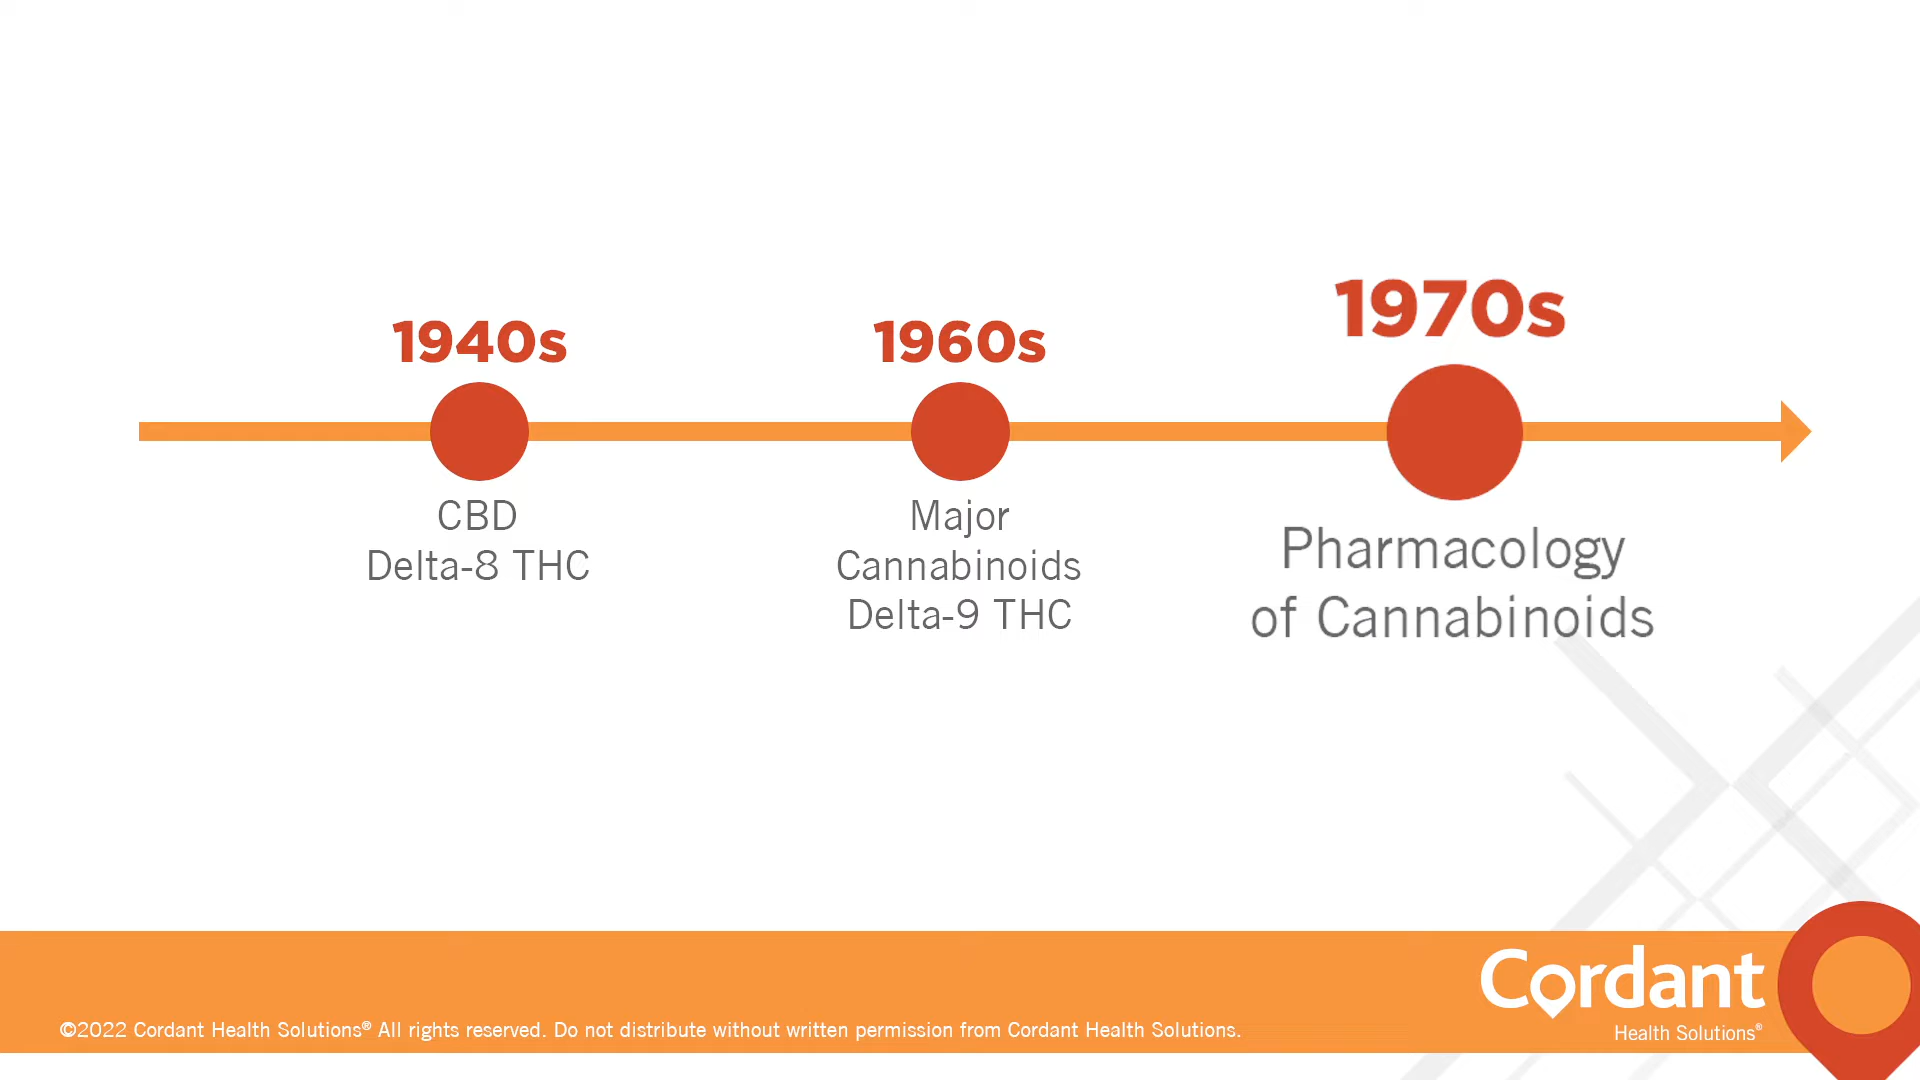 1940s
CBD
Delta-8 THC
1960s
Major
Cannabinoids
Delta-9 THC
1970s
Pharmacology
of Cannabinoids
©2022 Cordant Health Solutions® All rights reserved. Do not distribute without written permission from Cordant Health Solutions.
Cordant
Health Solutions®